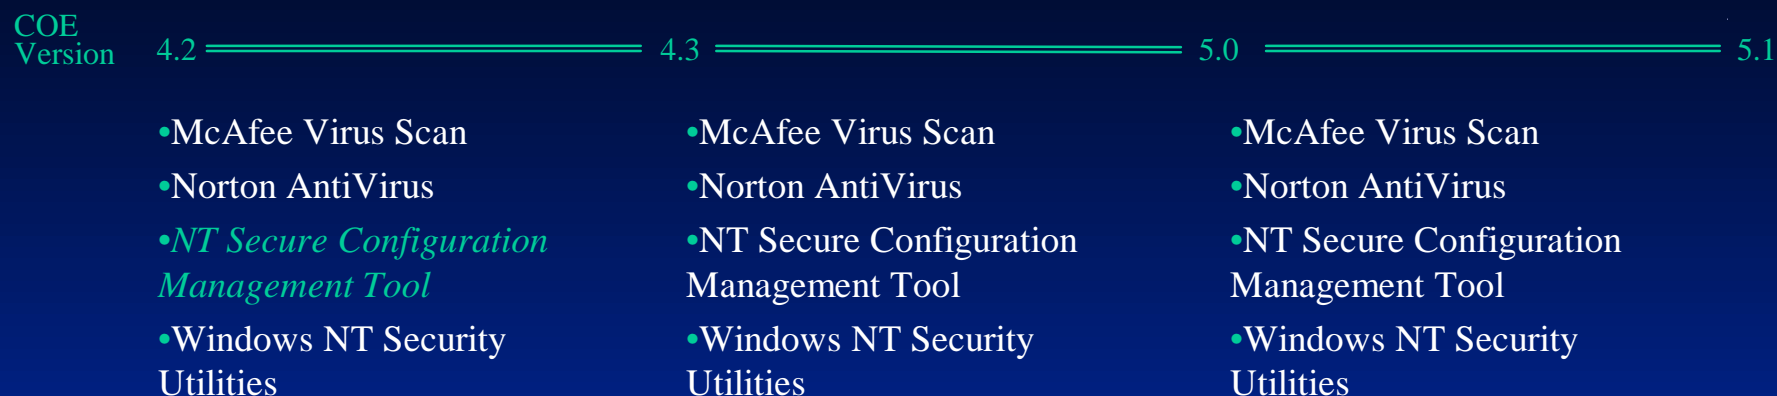 COE
Version 4.2 4.3 5.0 5.1
•McAfee Virus Scan
•Norton AntiVirus
•NT Secure Configuration
Management Tool
•Windows NT Security
Utilities
•McAfee Virus Scan
•Norton AntiVirus
•NT Secure Configuration
Management Tool
•Windows NT Security
Utilities
•McAfee Virus Scan
•Norton AntiVirus
•NT Secure Configuration
Management Tool
•Windows NT Security
Utilities